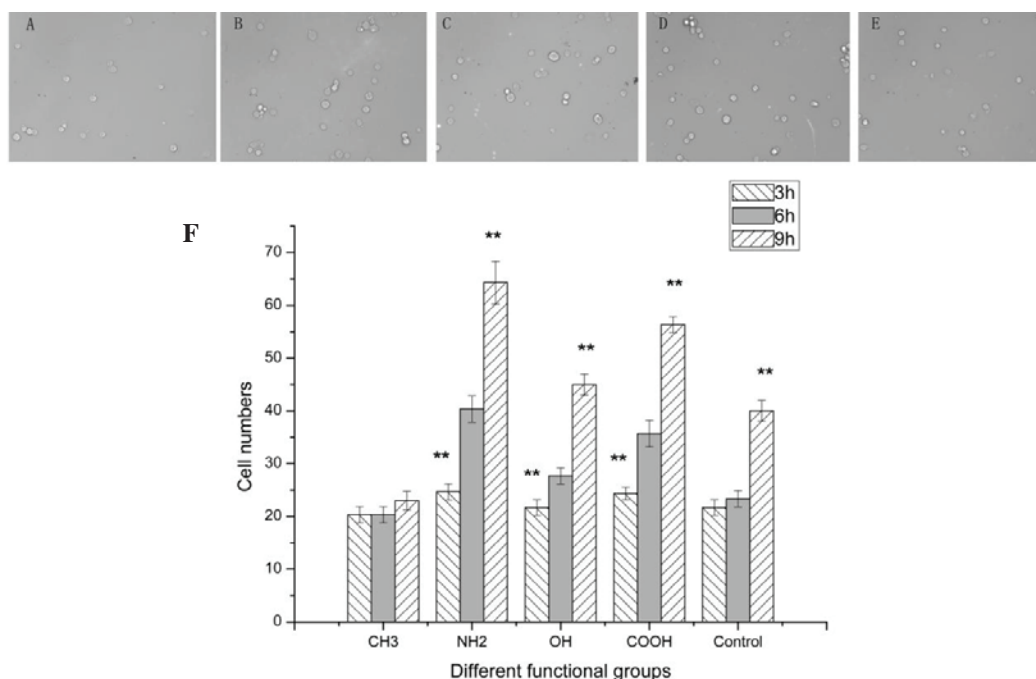 A B C D E
3h
6h
9h
F
** ** ** ** ** ** **
70
60
50
40
30
20
10
0
Cell numbers
CH3 NH2 OH COOH Control
Different functional groups